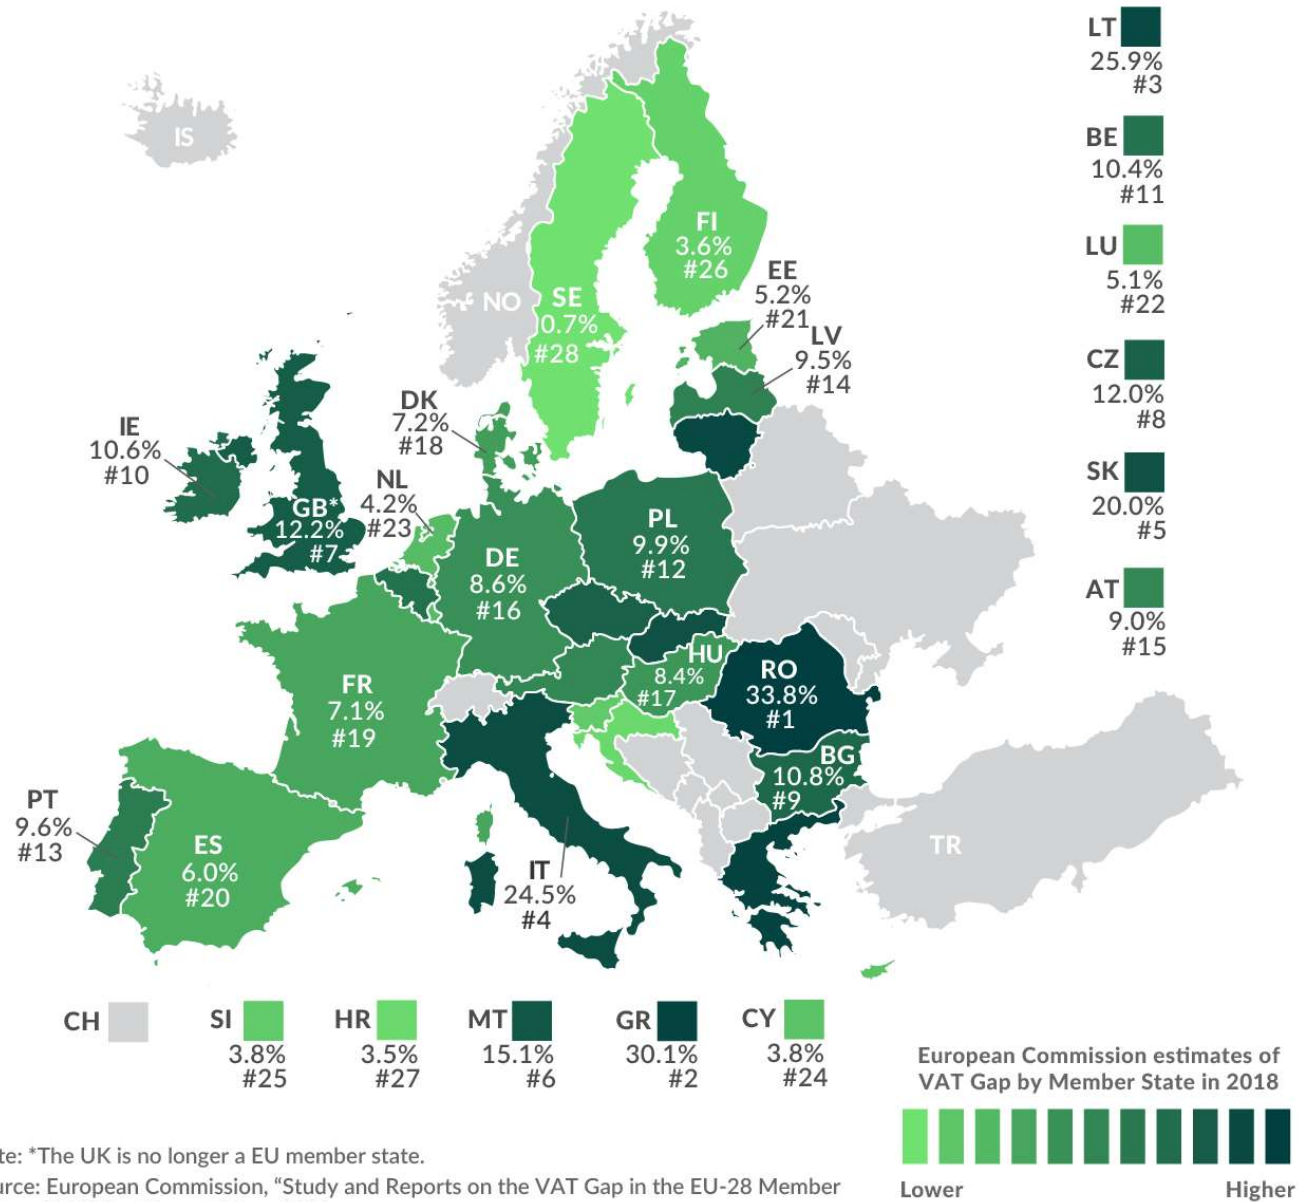 LT
25.9%
#3
BE
10.4%
#11
LU
5.1%
#22
CZ
12.0%
#8
SK
20.0%
#5
AT
9.0%
#15
IS
NO
SE
0.7%
#28
FI
3.6%
#26
EE
5.2%
#21
LV
9.5%
#14
DK
7.2%
#18
IE
10.6%
#10
GB*
12.2%
#7
NL
4.2%
#23
DE
8.6%
#16
PL
9.9%
#12
FR
7.1%
#19
HU
8.4%
#17
RO
33.8%
#1
BG
10.8%
#9
PT
9.6%
#13
ES
6.0%
#20
IT
24.5%
#4
TR
CH
SI
3.8%
#25
HR
3.5%
#27
MT
15.1%
#6
GR
30.1%
#2
CY
3.8%
#24
European Commission estimates of
VAT Gap by Member State in 2018
Lower Higher
te: *The UK is no longer a EU member state.
urce: European Commission, “Study and Reports on the VAT Gap in the EU-28 Member